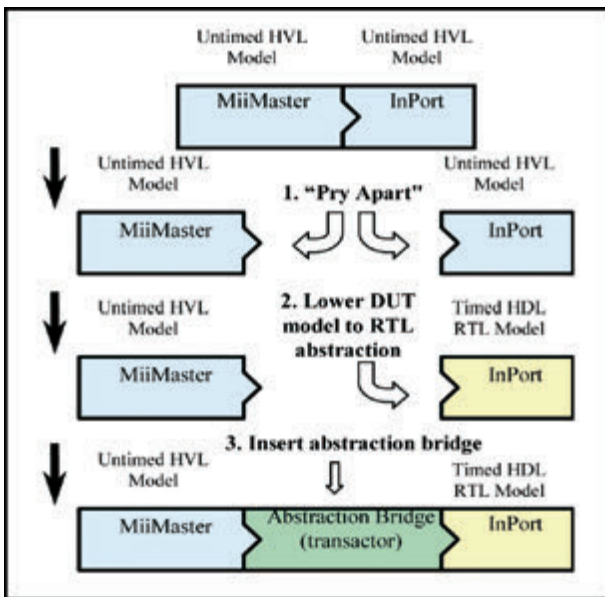 Untimed HVL Model
Untimed HVL Model
MiiMaster
InPort
Untimed HVL Model
Untimed HVL Model
1. “Pry Apart"
MiiMaster
InPort
Untimed HVL Model
2. Lower DUT
model to RTL
abstraction
Timed HDL
RTL Model
MiiMaster
InPort
3. Insert abstraction bridge
Untimed HVL
Model
Timed HDL
RTL Model
MiiMaster
Abstraction Bridge
(transactor)
InPort